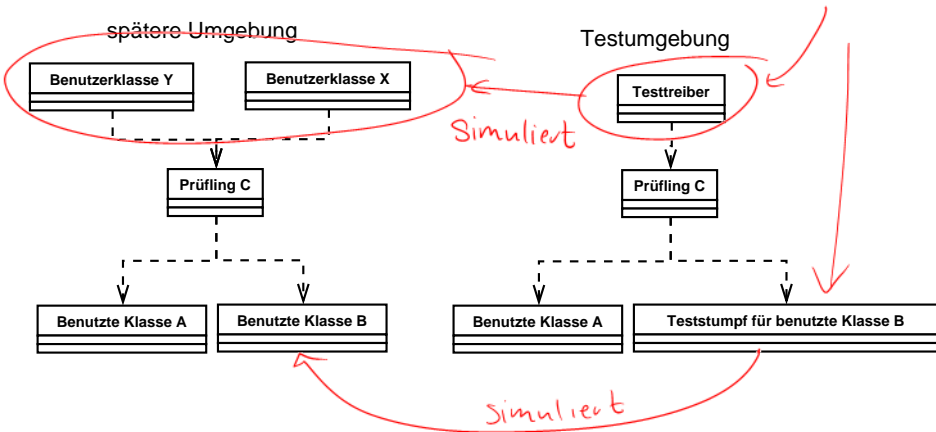 spätere Umgebung
Testumgebung
Benutzerklasse Y
Benutzerklasse X
Testtreiber
Simuliert
Prüfling C
Prüfling C
Benutzte Klasse A
Benutzte Klasse B
Benutzte Klasse A
Teststumpf für benutzte Klasse B
simuliert